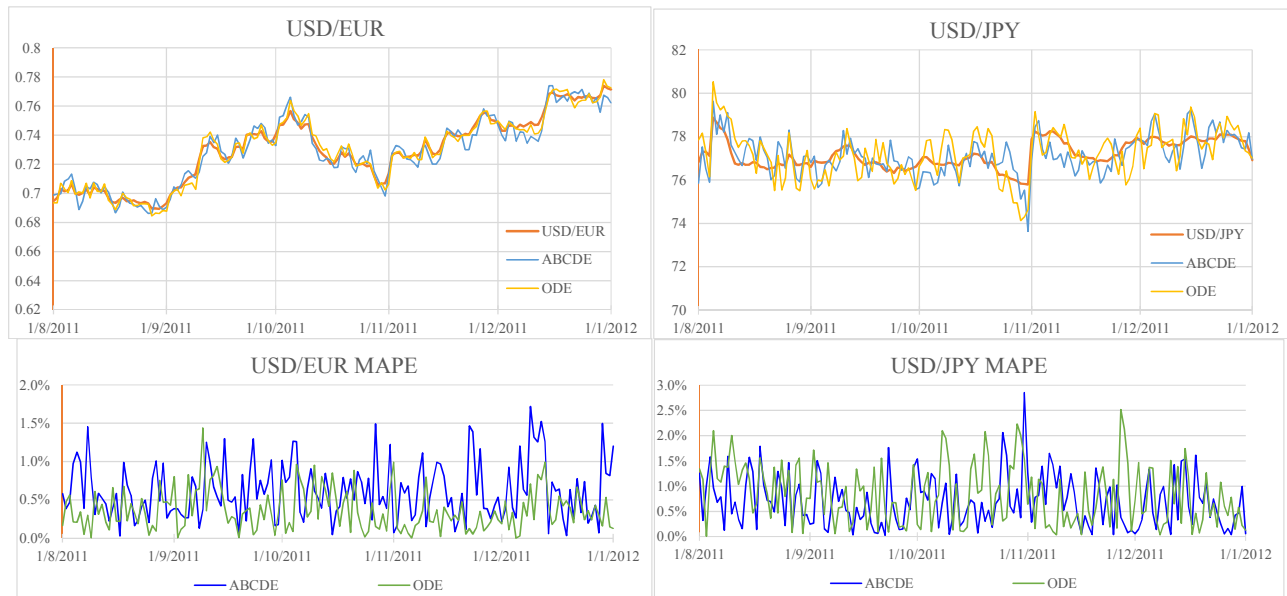 USD/EUR
0.8
0.78
0.76
0.74
0.72
0.7
0.68
0.66
0.64
0.62
USD/EUR
ABCDE
ODE
1/8/2011 1/9/2011 1/10/2011 1/11/2011 1/12/2011 1/1/2012
USD/JPY
82
80
78
76
74
72
70
USD/JPY
ABCDE
ODE
1/8/2011 1/9/2011 1/10/2011 1/11/2011 1/12/2011 1/1/2012
USD/EUR MAPE
2.0%
1.5%
1.0%
0.5%
0.0%
1/8/2011 1/9/2011 1/10/2011 1/11/2011 1/12/2011 1/1/2012
ABCDE ODE
USD/JPY MAPE
3.0%
2.5%
2.0%
1.5%
1.0%
0.5%
0.0%
1/8/2011 1/9/2011 1/10/2011 1/11/2011 1/12/2011 1/1/2012
ABCDE ODE